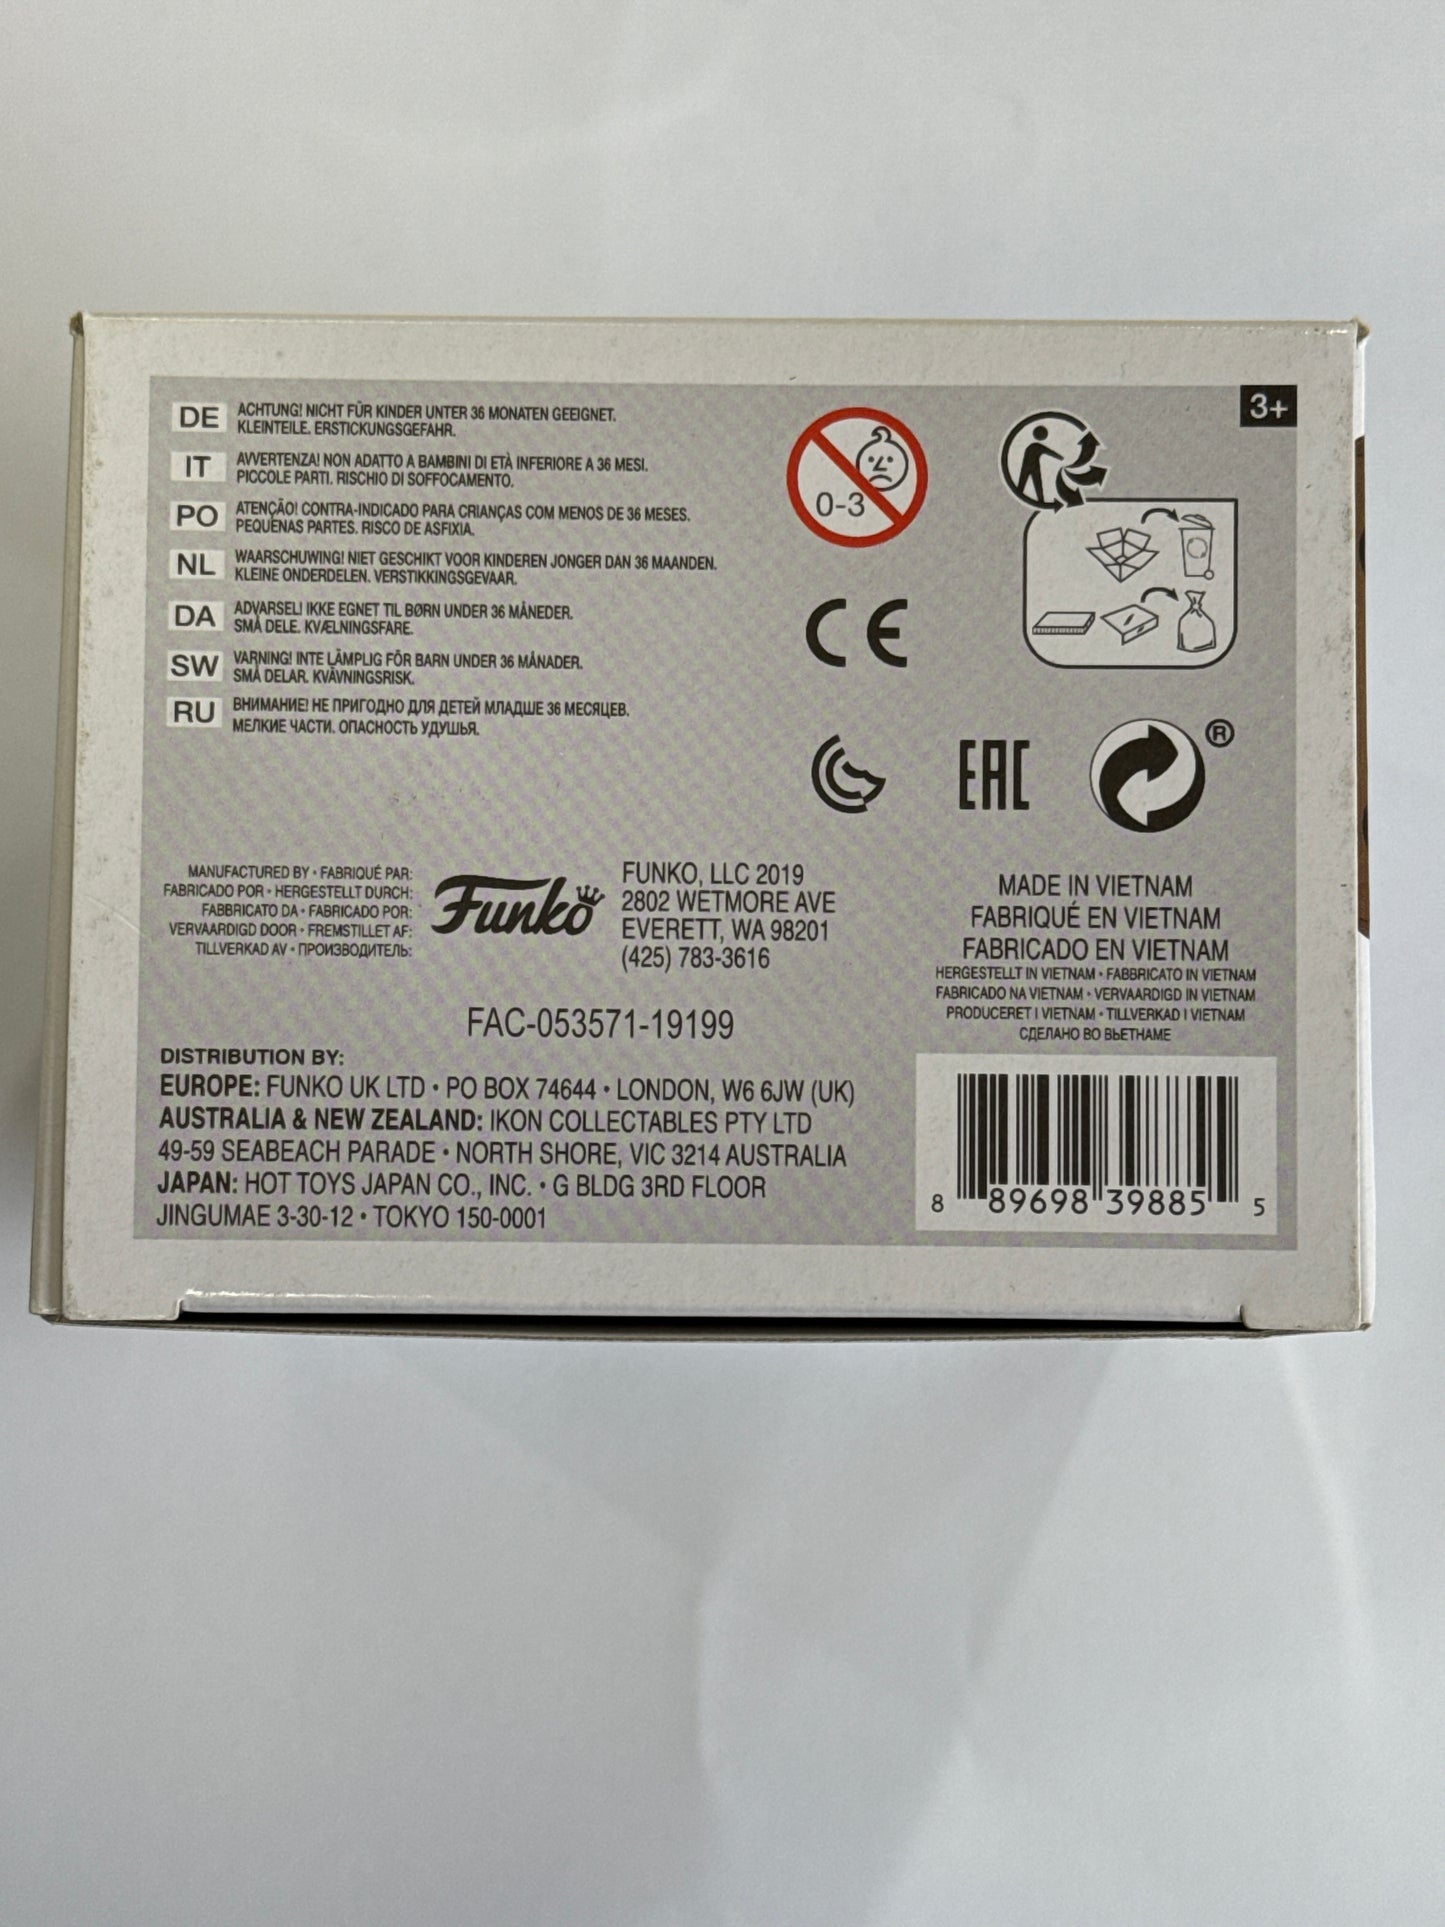 3+
DE ACHTUNG! NICHT FÜR KINDER UNTER 36 MONATEN GEEIGNET.
KLEINTEILE. ERSTICKUNGSGEFAHR.
IT AVVERTENZA! NON ADATTO A BAMBINI DI ETÀ INFERIORE A 36 MESI.
PICCOLE PARTI. RISCHIO DI SOFFOCAMENTO.
PO ATENÇÃO! CONTRA-INDICADO PARA CRIANÇAS COM MENOS DE 36 MESES.
PEQUENAS PARTES. RISCO DE ASFIXIA.
NL WAARSCHUWING! NIET GESCHIKT VOOR KINDEREN JONGER DAN 36 MAANDEN.
KLEINE ONDERDELEN. VERSTIKKINGSGEVAAR.
DA ADVARSEL! IKKE EGNET TIL BØRN UNDER 36 MÅNEDER.
SMÅ DELE. KVÆLNINGSFARE.
SW VARNING! INTE LÄMPLIG FÖR BARN UNDER 36 MÅNADER.
SMÅ DELAR. KVÄVNINGSRISK.
RU ВНИМАНИЕ! НЕ ПРИГОДНО ДЛЯ ДЕТЕЙ МЛАДШЕ 36 МЕСЯЦЕВ.
МЕЛКИЕ ЧАСТИ. ОПАСНОСТЬ УДУШЬЯ.
0-3
CE
EAC
®
MANUFACTURED BY • FABRIQUÉ PAR:
FABRICADO POR • HERGESTELLT DURCH:
FABBRICATO DA • FABRICADO POR:
VERVAARDIGD DOOR • FREMSTILLET AF:
TILLVERKAD AV • ПРОИЗВОДИТЕЛЬ:
Funko
FUNKO, LLC 2019
2802 WETMORE AVE
EVERETT, WA 98201
(425) 783-3616
MADE IN VIETNAM
FABRIQUÉ EN VIETNAM
FABRICADO EN VIETNAM
HERGESTELLT IN VIETNAM • FABBRICATO IN VIETNAM
FABRICADO NA VIETNAM • VERVAARDIGD IN VIETNAM
PRODUCERET I VIETNAM • TILLVERKAD I VIETNAM
СДЕЛАНО ВО ВЬЕТНАМЕ
FAC-053571-19199
DISTRIBUTION BY:
EUROPE: FUNKO UK LTD • PO BOX 74644 • LONDON, W6 6JW (UK)
AUSTRALIA & NEW ZEALAND: IKON COLLECTABLES PTY LTD
49-59 SEABEACH PARADE • NORTH SHORE, VIC 3214 AUSTRALIA
JAPAN: HOT TOYS JAPAN CO., INC. • G BLDG 3RD FLOOR
JINGUMAE 3-30-12 • TOKYO 150-0001
8 89698 39885 5